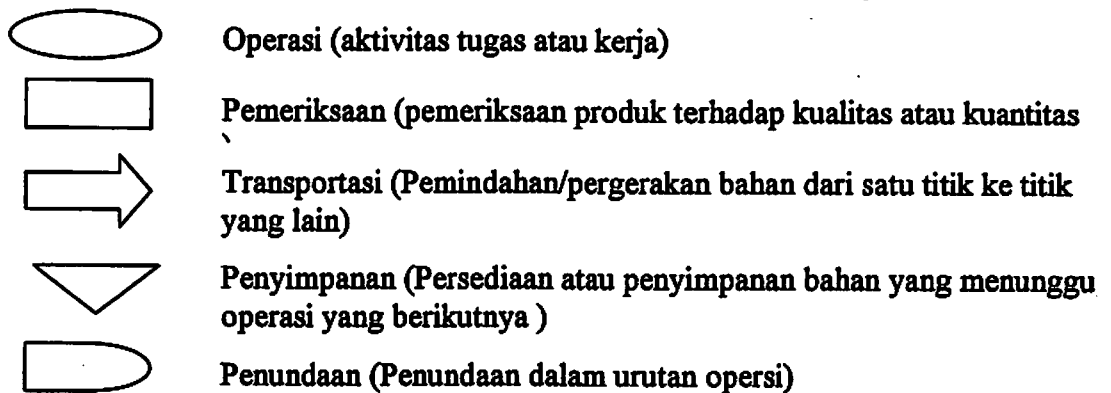 Operasi (aktivitas tugas atau kerja)
Pemeriksaan (pemeriksaan produk terhadap kualitas atau kuantitas
Transportasi (Pemindahan/pergerakan bahan dari satu titik ke titik
yang lain)
Penyimpanan (Persediaan atau penyimpanan bahan yang menunggu
operasi yang berikutnya )
Penundaan (Penundaan dalam urutan opersi)